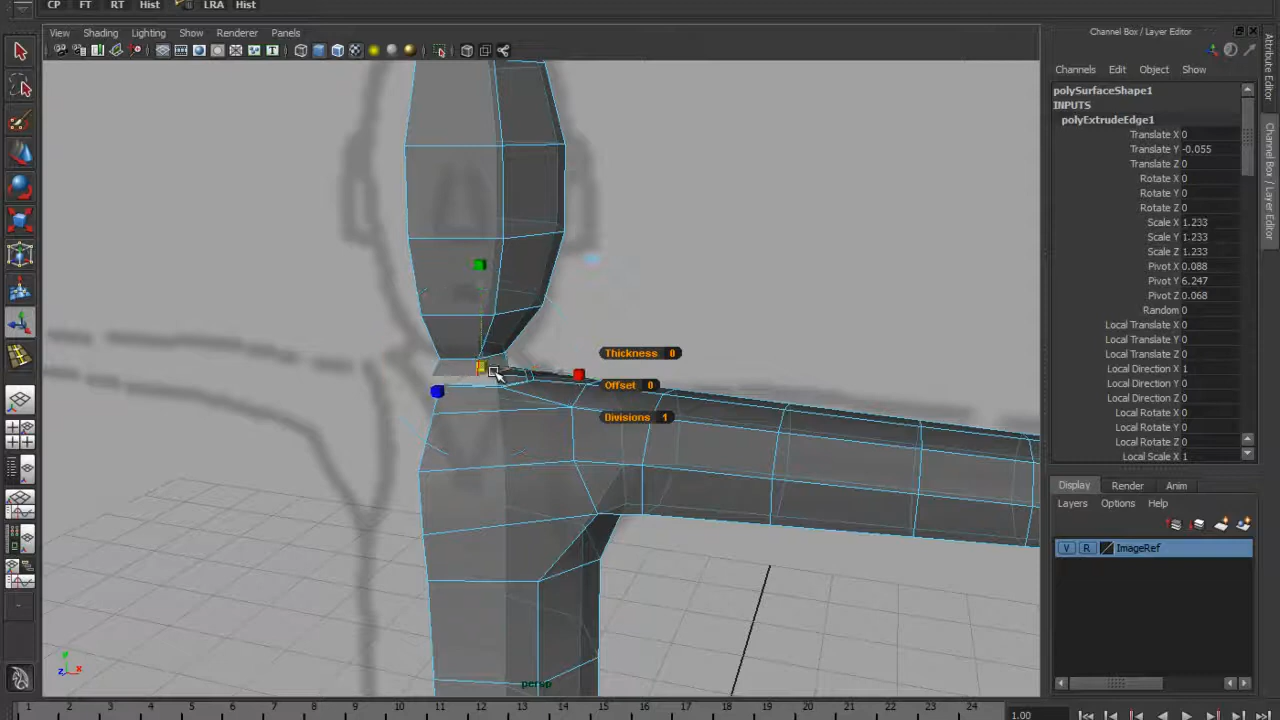 CP FT RT Hist LRA Hist
View Shading Lighting Show Renderer Panels
Thickness 0
Offset 0
Divisions 1
persp
y
z x
Channel Box / Layer Editor
Channels Edit Object Show
polySurfaceShape1
INPUTS
polyExtrudeEdge1
Translate X 0
Translate Y -0.055
Translate Z 0
Rotate X 0
Rotate Y 0
Rotate Z 0
Scale X 1.233
Scale Y 1.233
Scale Z 1.233
Pivot X 0.088
Pivot Y 6.247
Pivot Z 0.068
Random 0
Local Translate X 0
Local Translate Y 0
Local Translate Z 0
Local Direction X 1
Local Direction Y 0
Local Direction Z 0
Local Rotate X 0
Local Rotate Y 0
Local Rotate Z 0
Local Scale X 1
Display Render Anim
Layers Options Help
V R ImageRef
Attribute Editor
Channel Box / Layer Editor
1 2 3 4 5 6 7 8 9 10 11 12 13 14 15 16 17 18 19 20 21 22 23 24
1.00